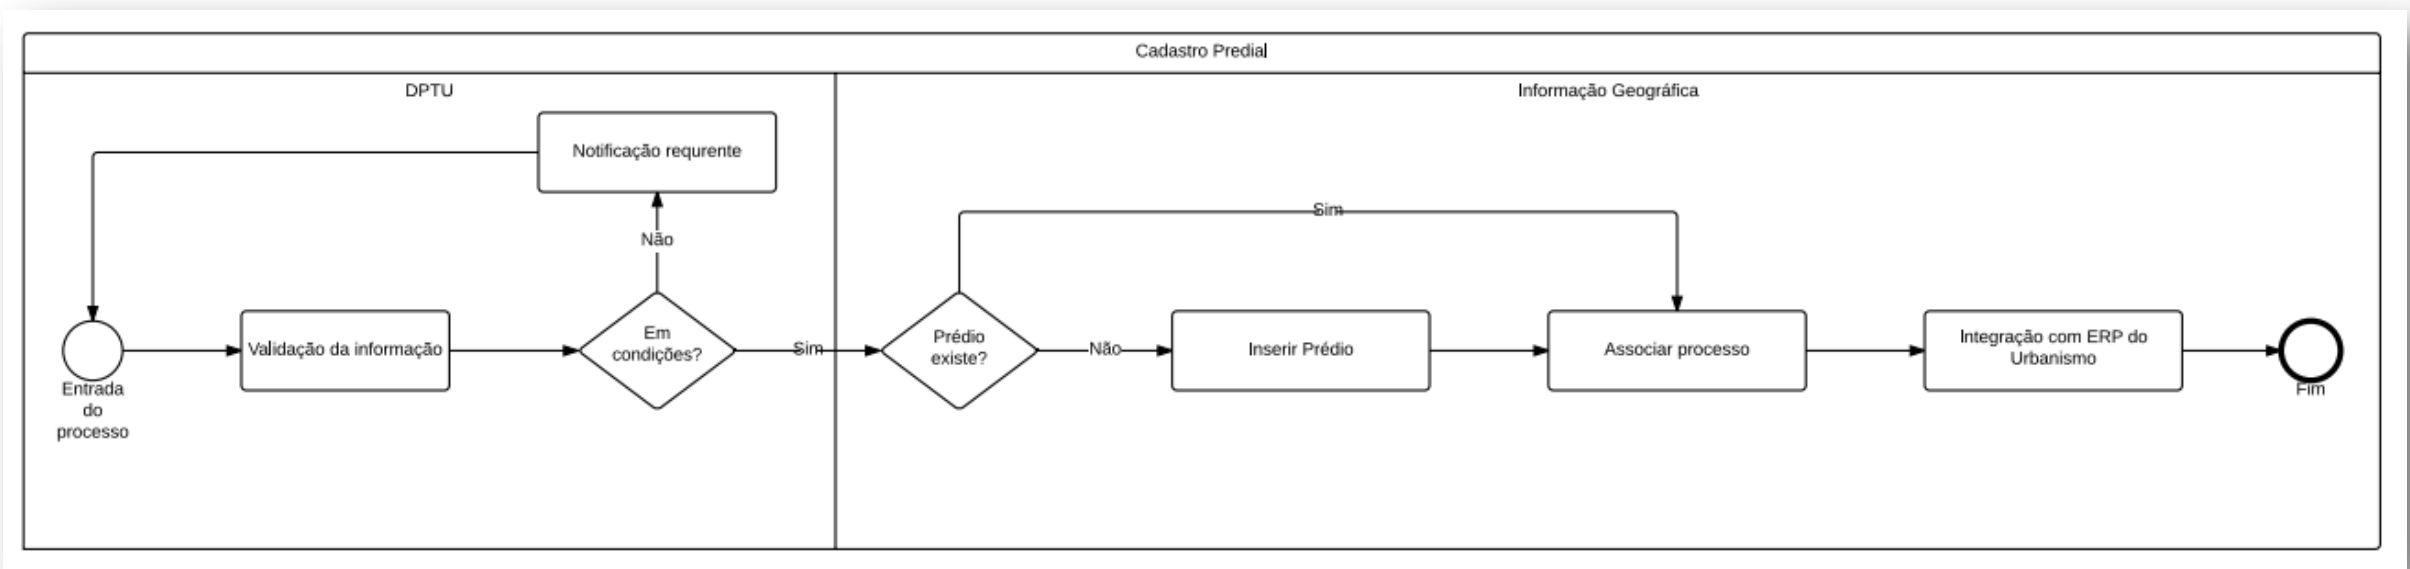 Cadastro Predial
DPTU
Informação Geográfica
Notificação requrente
Sim
Não
Entrada
do
processo
Validação da informação
Em
condições?
Sim
Prédio
existe?
Não
Inserir Prédio
Associar processo
Integração com ERP do
Urbanismo
Fim